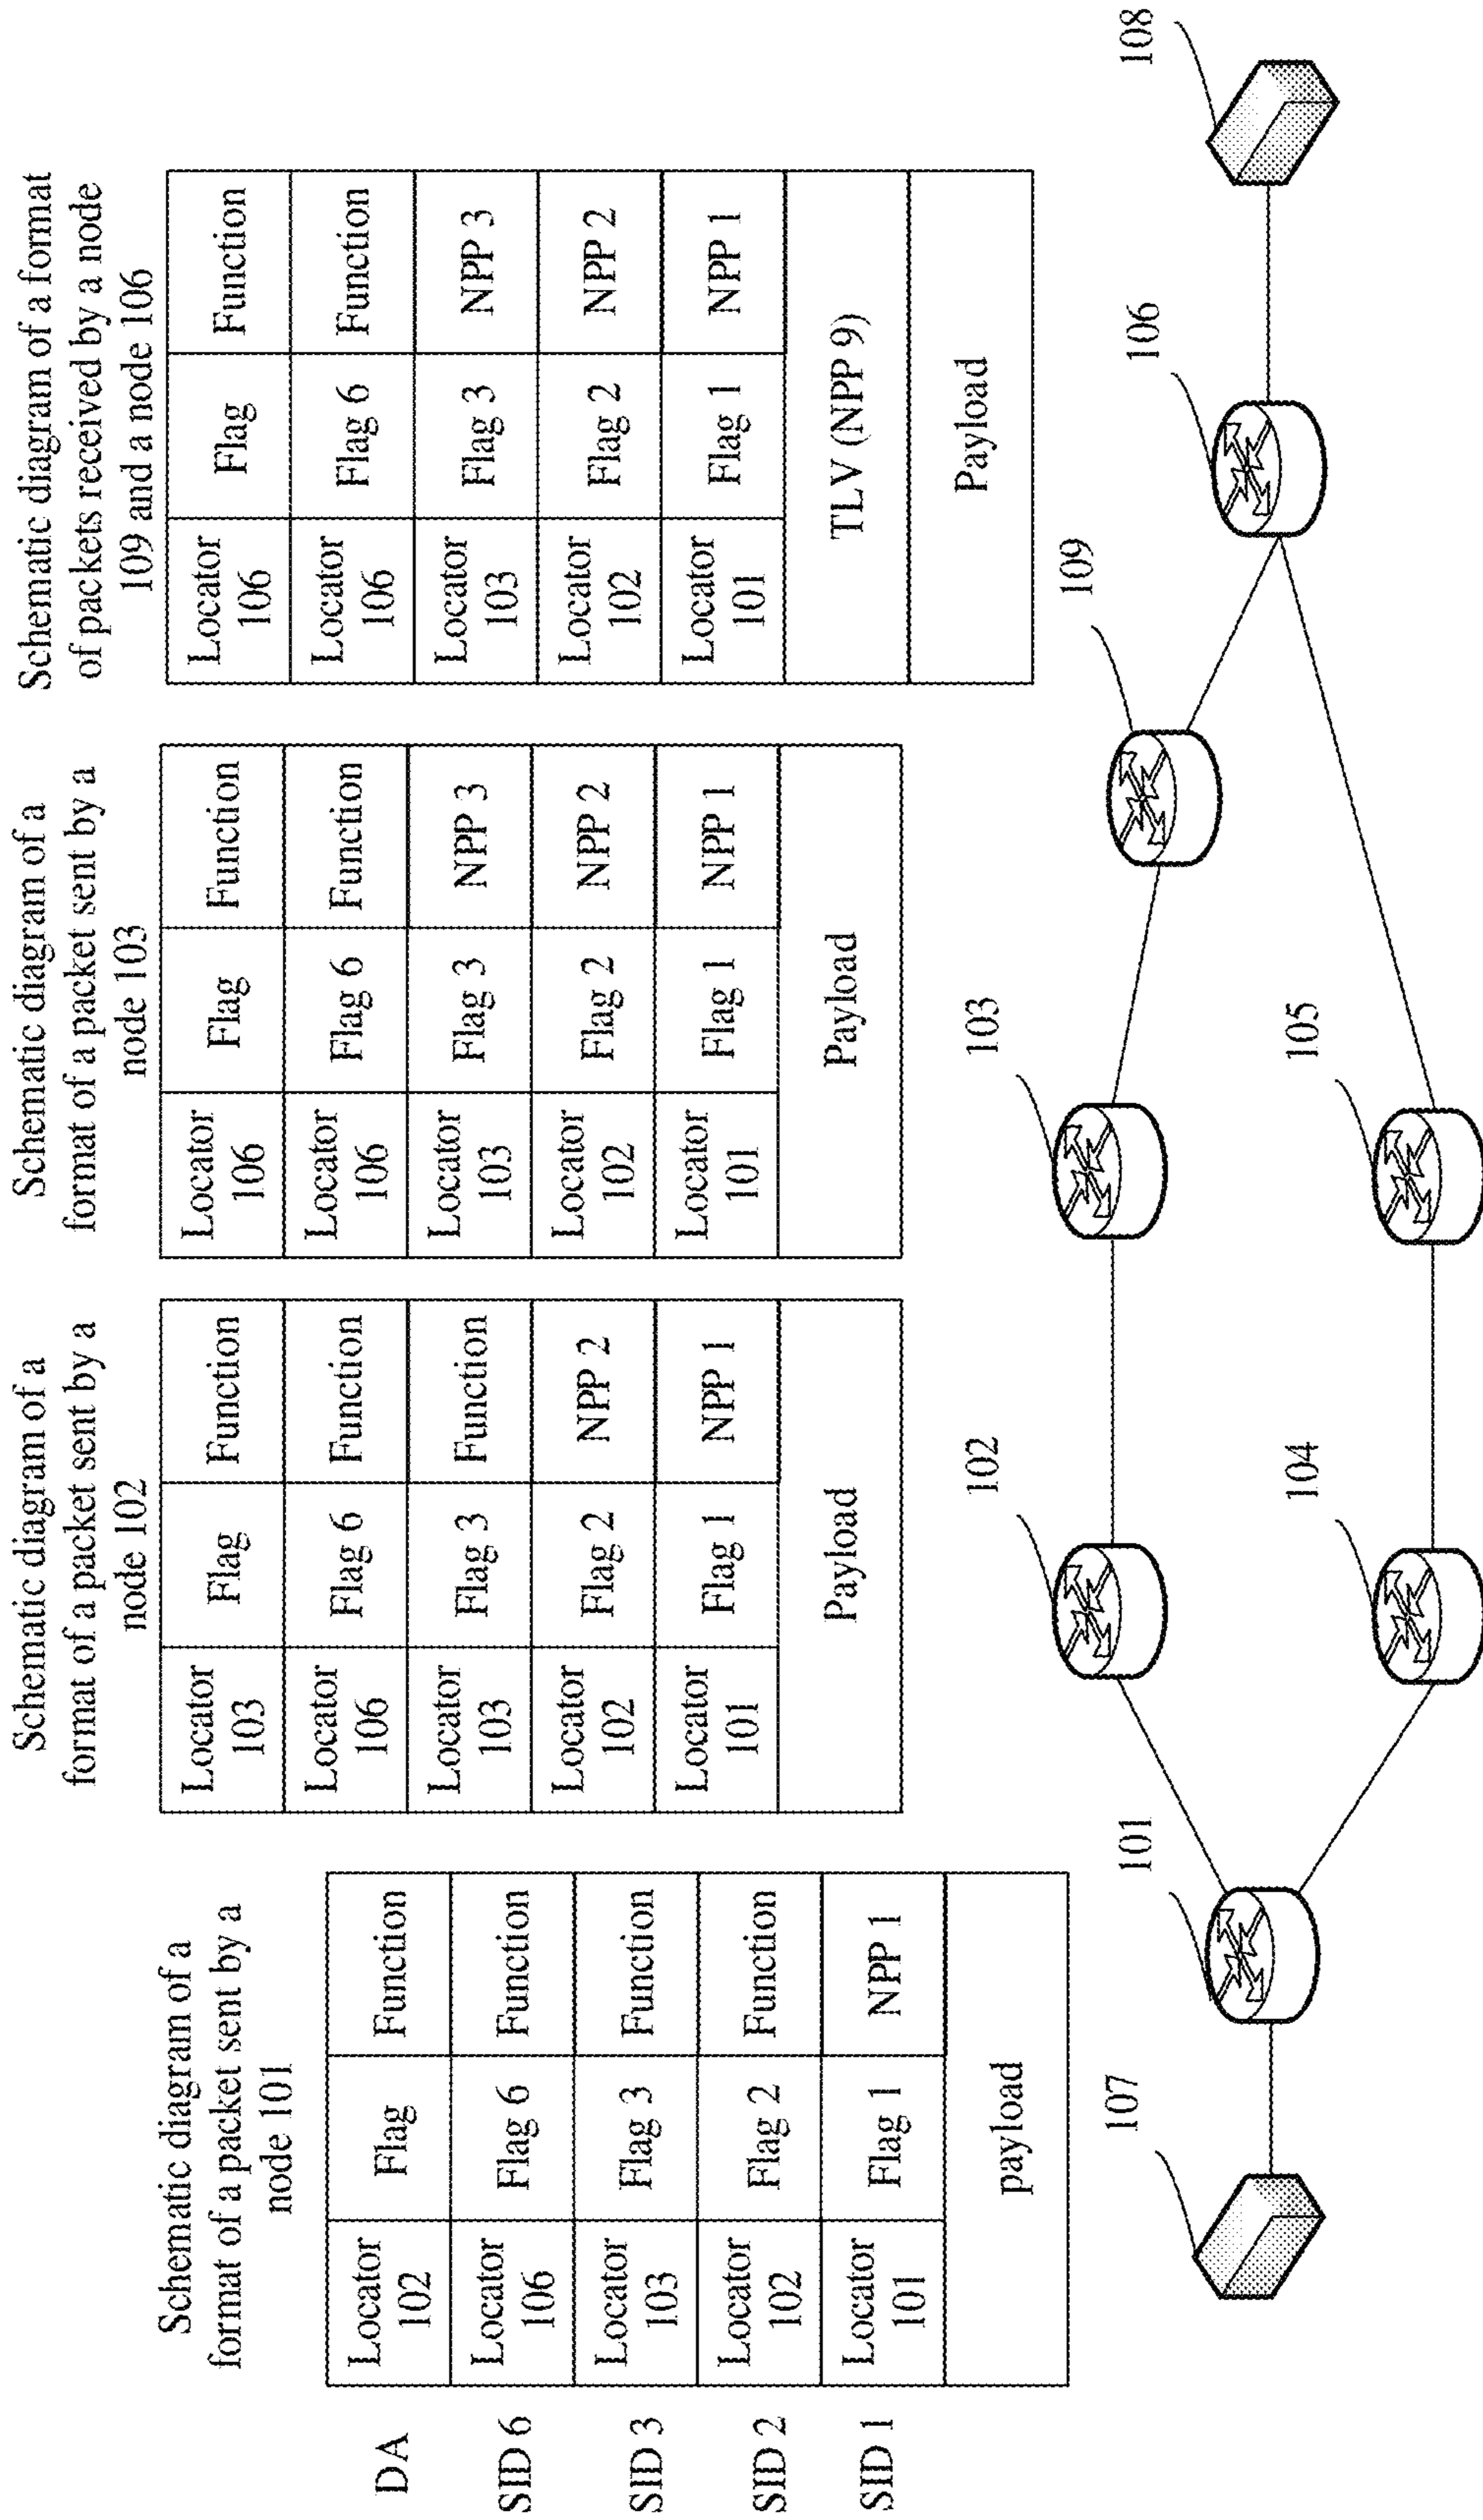 Schematic diagram of a
format of a packet sent by a
node 101
DA
Locator
102
Flag
Function
SID 6
Locator
106
Flag 6
Function
SID 3
Locator
103
Flag 3
Function
SID 2
Locator
102
Flag 2
Function
SID 1
Locator
101
Flag 1
NPP 1
payload
Schematic diagram of a
format of a packet sent by a
node 102
Locator
103
Flag
Function
Locator
106
Flag 6
Function
Locator
103
Flag 3
Function
Locator
102
Flag 2
NPP 2
Locator
101
Flag 1
NPP 1
Payload
Schematic diagram of a
format of a packet sent by a
node 103
Locator
106
Flag
Function
Locator
106
Flag 6
Function
Locator
103
Flag 3
NPP 3
Locator
102
Flag 2
NPP 2
Locator
101
Flag 1
NPP 1
Payload
Schematic diagram of a format
of packets received by a node
109 and a node 106
Locator
106
Flag
Function
Locator
106
Flag 6
Function
Locator
103
Flag 3
NPP 3
Locator
102
Flag 2
NPP 2
Locator
101
Flag 1
NPP 1
TLV (NPP 9)
Payload
107
101
102
103
109
106
108
104
105